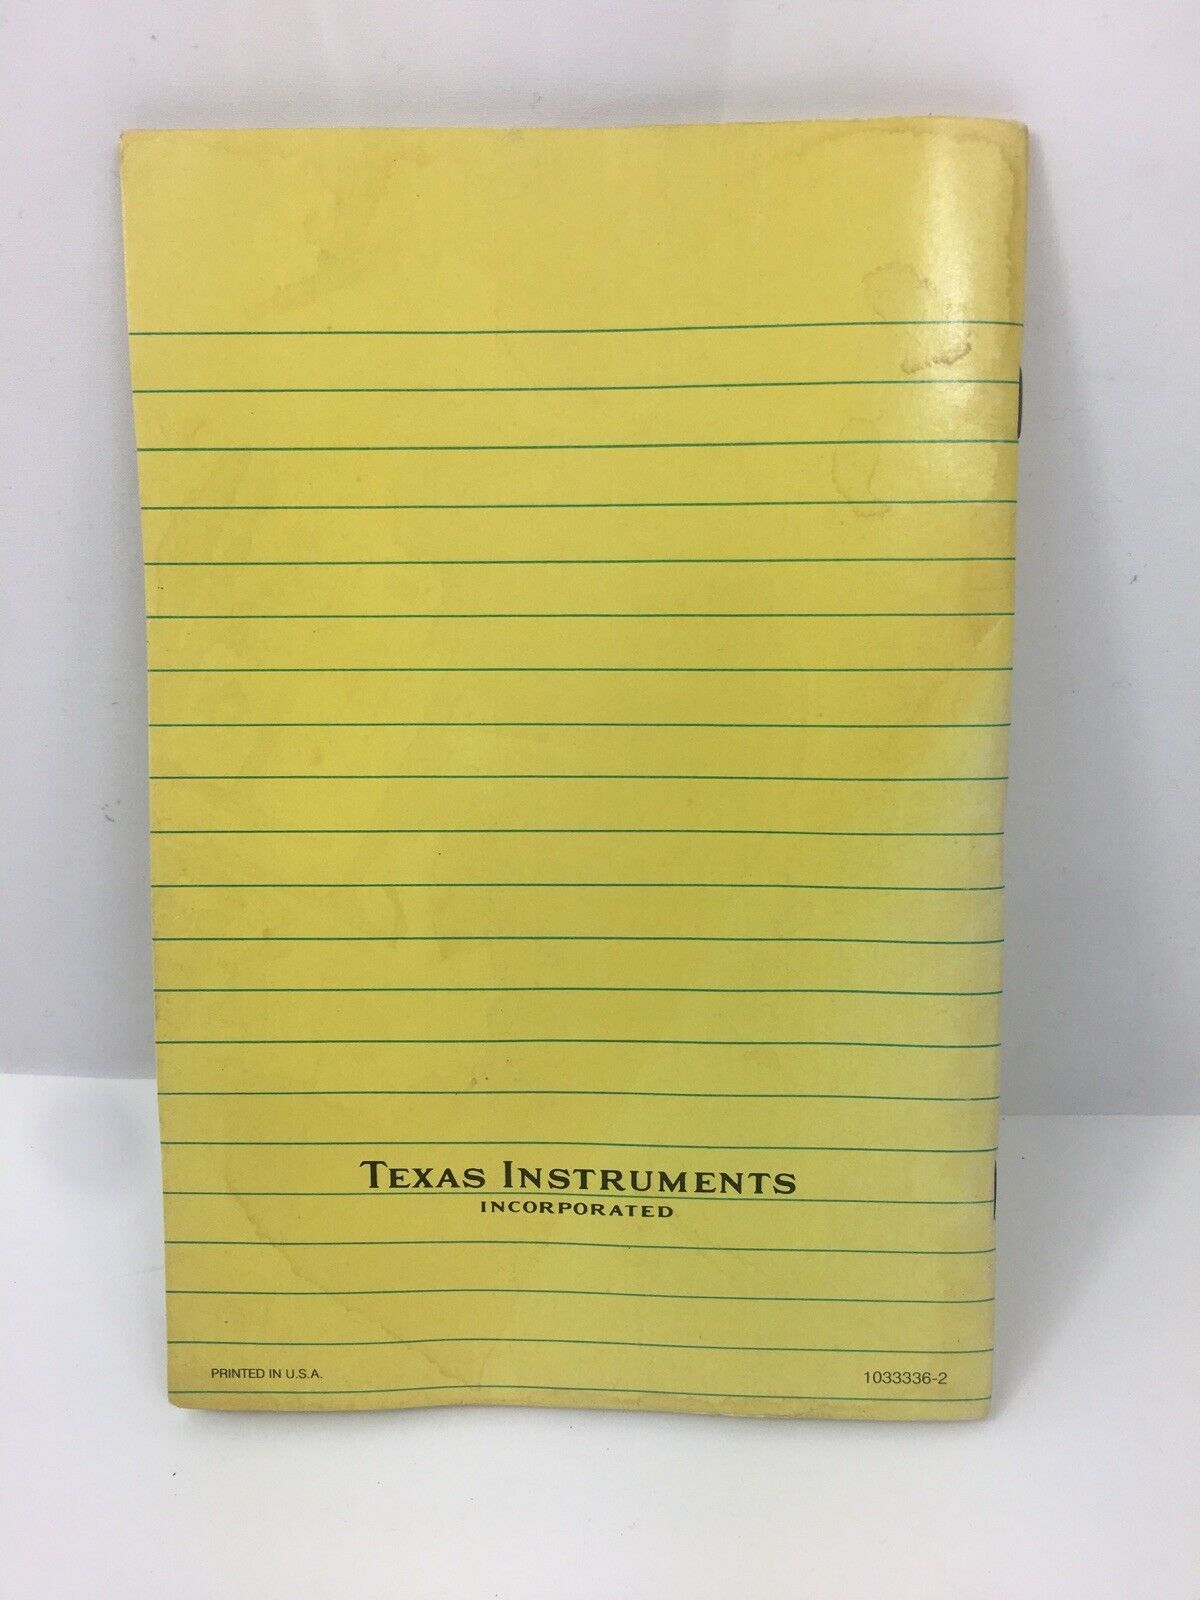 TEXAS INSTRUMENTS
INCORPORATED
PRINTED IN U.S.A.
1033336-2